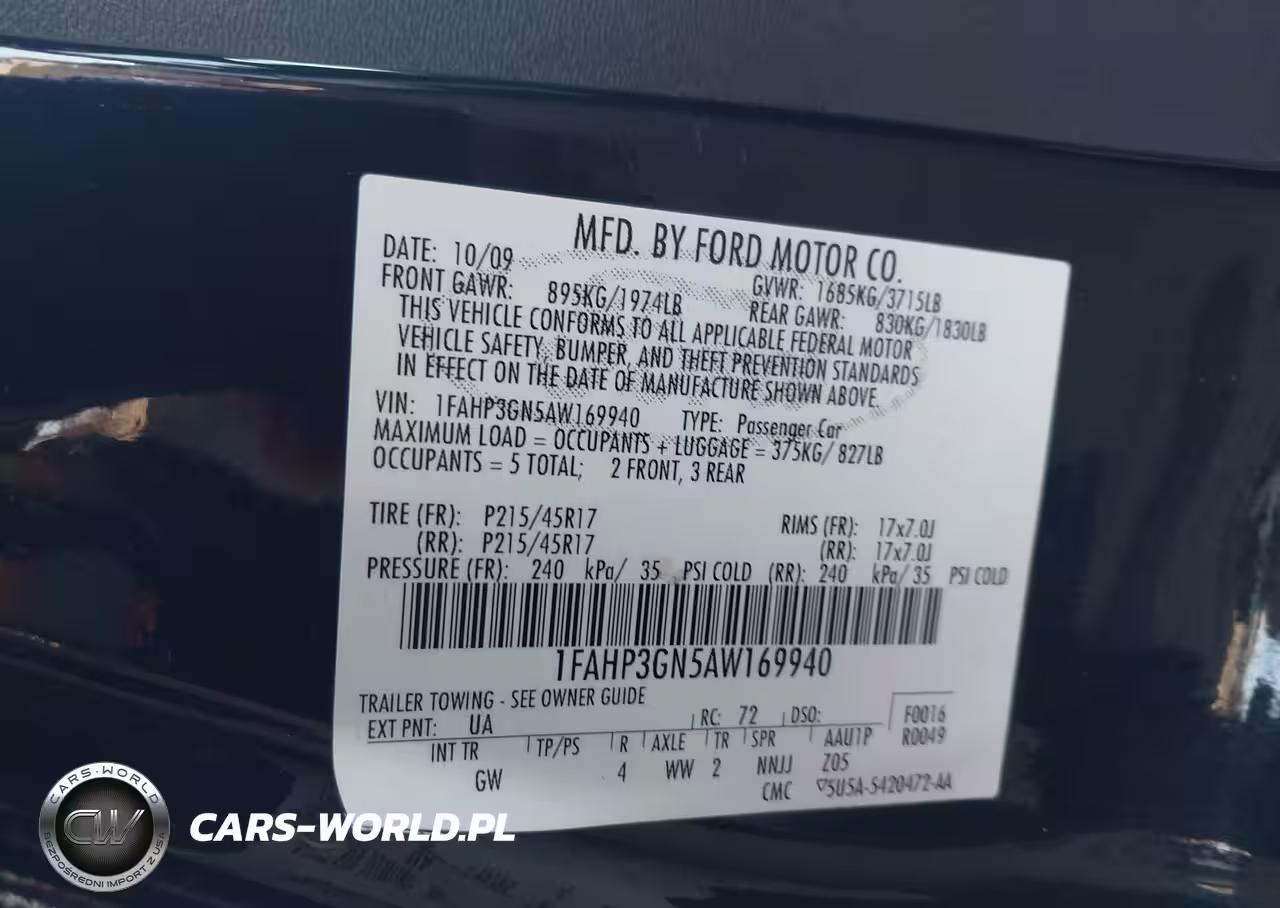 MFD. BY FORD MOTOR CO.
DATE: 10/09 GVWR: 1685KG/3715LB
FRONT GAWR: 895KG/1974LB REAR GAWR: 830KG/1830LB
THIS VEHICLE CONFORMS TO ALL APPLICABLE FEDERAL MOTOR
VEHICLE SAFETY, BUMPER, AND THEFT PREVENTION STANDARDS
IN EFFECT ON THE DATE OF MANUFACTURE SHOWN ABOVE.
VIN: 1FAHP3GN5AW169940 TYPE: Passenger Car
MAXIMUM LOAD = OCCUPANTS + LUGGAGE = 375KG/ 827LB
OCCUPANTS = 5 TOTAL; 2 FRONT, 3 REAR
TIRE (FR): P215/45R17 RIMS (FR): 17x7.0J
(RR): P215/45R17 (RR): 17x7.0J
PRESSURE (FR): 240 kPa/ 35 PSI COLD (RR): 240 kPa/ 35 PSI COLD
1FAHP3GN5AW169940
TRAILER TOWING - SEE OWNER GUIDE
EXT PNT: UA RC: 72 DSO: F0016
INT TR TP/PS R AXLE TR SPR AAU1P R0049
GW 4 WW 2 NNJJ Z05
CMC ▽5U5A-5420472-AA
CARS-WORLD
CW
BEZPOŚREDNI IMPORT Z USA
CARS-WORLD.PL